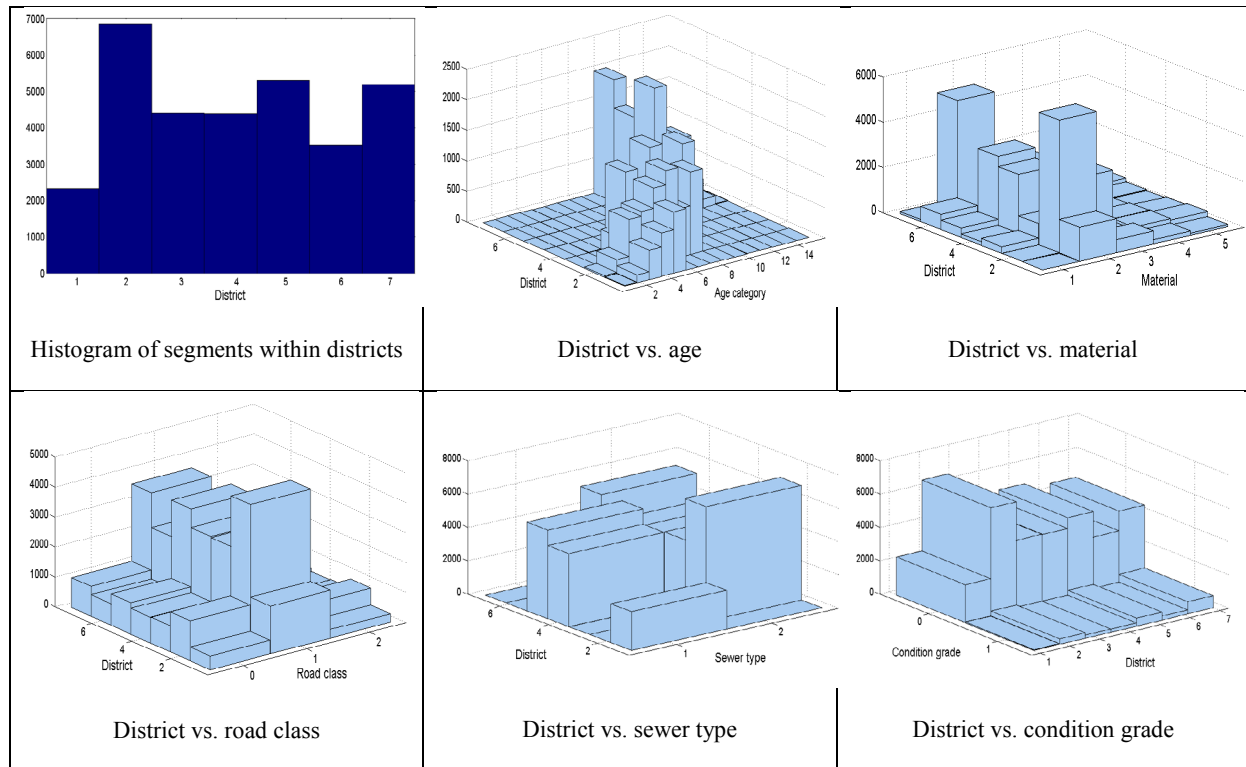 7000
6000
5000
4000
3000
2000
1000
0
1 2 3 4 5 6 7
District
Histogram of segments within districts
2500
2000
1500
1000
500
0
6 4 2
District
2 4 6 8 10 12 14
Age category
District vs. age
6000
4000
2000
0
6 4 2
District
1 2 3 4 5
Material
District vs. material
5000
4000
3000
2000
1000
0
6 4 2
District
0 1 2
Road class
District vs. road class
8000
6000
4000
2000
0
6 4 2
District
1 2
Sewer type
District vs. sewer type
8000
6000
4000
2000
0
0 1
Condition grade
1 2 3 4 5 6 7
District
District vs. condition grade